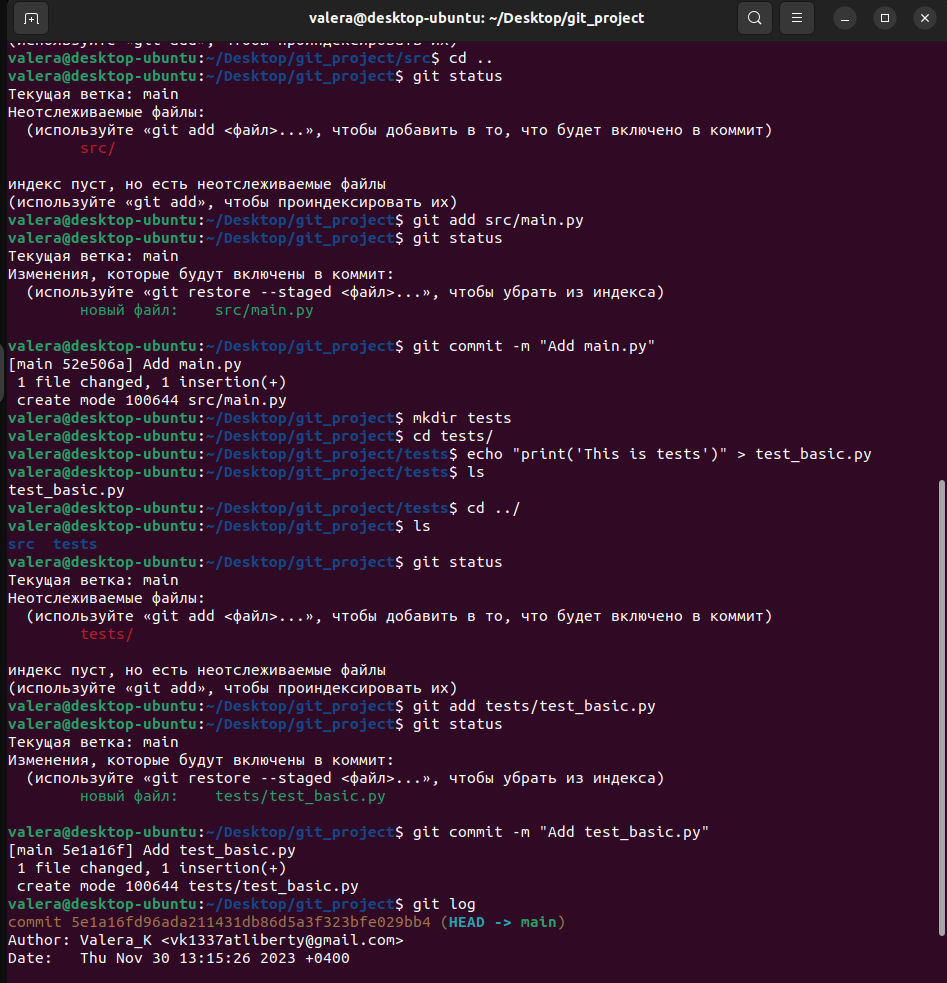 valera@desktop-ubuntu: ~/Desktop/git_project
(используйте «git add», чтобы проиндексировать их)
valera@desktop-ubuntu:~/Desktop/git_project/src$ cd ..
valera@desktop-ubuntu:~/Desktop/git_project$ git status
Текущая ветка: main
Неотслеживаемые файлы:
  (используйте «git add <файл>...», чтобы добавить в то, что будет включено в коммит)
        src/
индекс пуст, но есть неотслеживаемые файлы
(используйте «git add», чтобы проиндексировать их)
valera@desktop-ubuntu:~/Desktop/git_project$ git add src/main.py
valera@desktop-ubuntu:~/Desktop/git_project$ git status
Текущая ветка: main
Изменения, которые будут включены в коммит:
  (используйте «git restore --staged <файл>...», чтобы убрать из индекса)
        новый файл:    src/main.py
valera@desktop-ubuntu:~/Desktop/git_project$ git commit -m "Add main.py"
[main 52e506a] Add main.py
 1 file changed, 1 insertion(+)
 create mode 100644 src/main.py
valera@desktop-ubuntu:~/Desktop/git_project$ mkdir tests
valera@desktop-ubuntu:~/Desktop/git_project$ cd tests/
valera@desktop-ubuntu:~/Desktop/git_project/tests$ echo "print('This is tests')" > test_basic.py
valera@desktop-ubuntu:~/Desktop/git_project/tests$ ls
test_basic.py
valera@desktop-ubuntu:~/Desktop/git_project/tests$ cd ../
valera@desktop-ubuntu:~/Desktop/git_project$ ls
src  tests
valera@desktop-ubuntu:~/Desktop/git_project$ git status
Текущая ветка: main
Неотслеживаемые файлы:
  (используйте «git add <файл>...», чтобы добавить в то, что будет включено в коммит)
        tests/
индекс пуст, но есть неотслеживаемые файлы
(используйте «git add», чтобы проиндексировать их)
valera@desktop-ubuntu:~/Desktop/git_project$ git add tests/test_basic.py
valera@desktop-ubuntu:~/Desktop/git_project$ git status
Текущая ветка: main
Изменения, которые будут включены в коммит:
  (используйте «git restore --staged <файл>...», чтобы убрать из индекса)
        новый файл:    tests/test_basic.py
valera@desktop-ubuntu:~/Desktop/git_project$ git commit -m "Add test_basic.py"
[main 5e1a16f] Add test_basic.py
 1 file changed, 1 insertion(+)
 create mode 100644 tests/test_basic.py
valera@desktop-ubuntu:~/Desktop/git_project$ git log
commit 5e1a16fd96ada211431db86d5a3f323bfe029bb4 (HEAD -> main)
Author: Valera_K <vk1337atliberty@gmail.com>
Date:   Thu Nov 30 13:15:26 2023 +0400